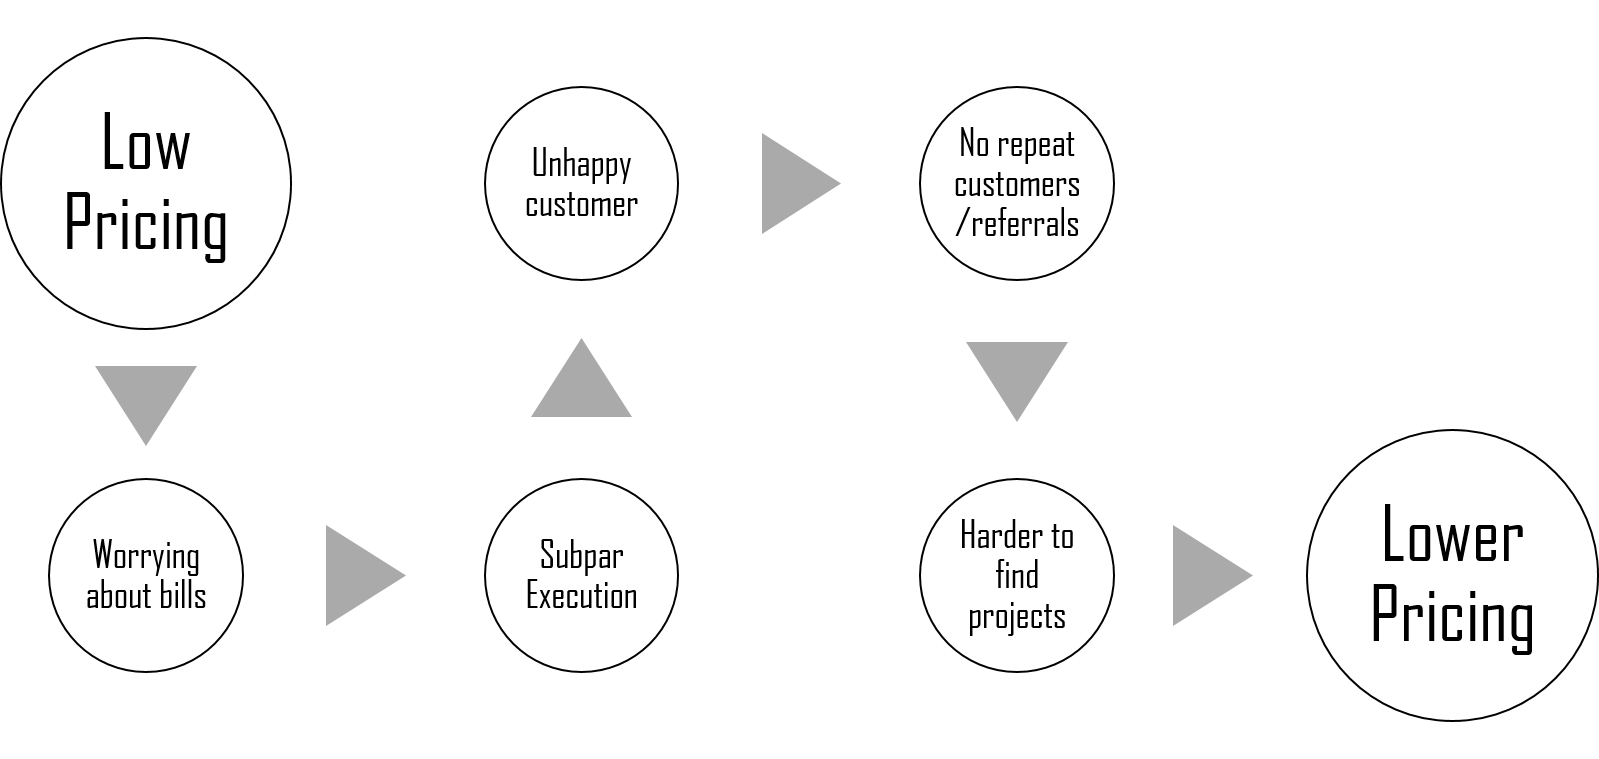 Low
Pricing
Worrying
about bills
Subpar
Execution
Unhappy
customer
No repeat
customers
/referrals
Harder to
find
projects
Lower
Pricing